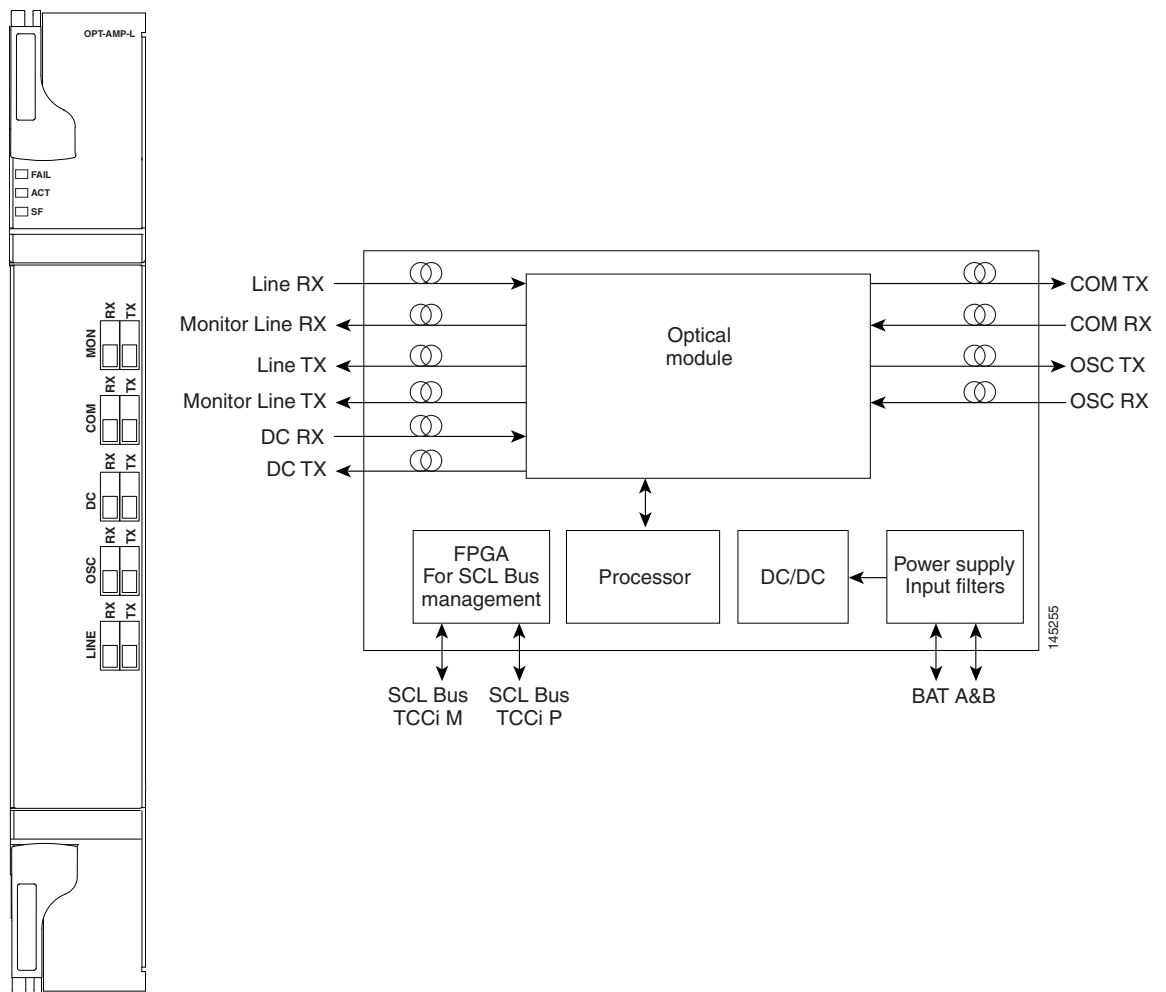 OPT-AMP-L
FAIL
ACT
SF
RX
TX
MON
RX
TX
COM
RX
TX
DC
RX
TX
OSC
RX
TX
LINE
Line RX
Monitor Line RX
Line TX
Monitor Line TX
DC RX
DC TX
Optical
module
COM TX
COM RX
OSC TX
OSC RX
FPGA
For SCL Bus
management
Processor
DC/DC
Power supply
Input filters
SCL Bus
TCCi M
SCL Bus
TCCi P
BAT A&B
145255